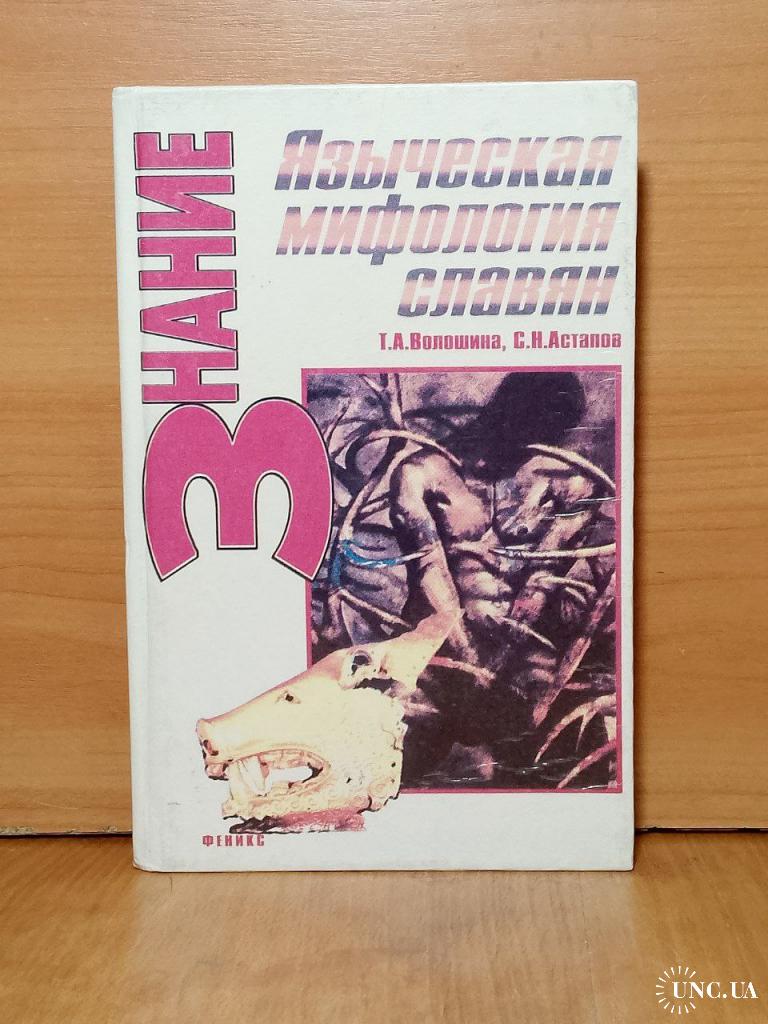 ЗНАНИЕ
Языческая
мифология
славян
Т.А.Волошина, С.Н.Астапов
ФЕНИКС
UNC.UA